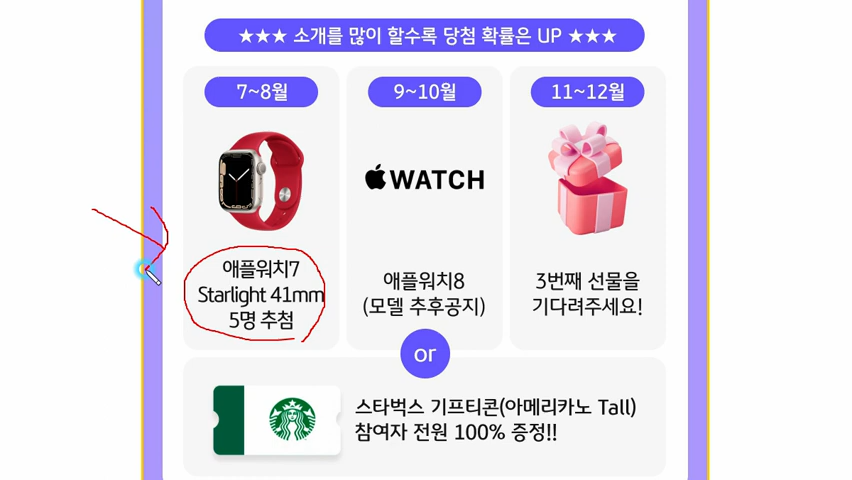 ★★★ 소개를 많이 할수록 당첨 확률은 UP ★★★
7~8월
애플워치7
Starlight 41mm
5명 추첨
9~10월
WATCH
애플워치8
(모델 추후공지)
11~12월
3번째 선물을
기다려주세요!
or
스타벅스 기프티콘(아메리카노 Tall)
참여자 전원 100% 증정!!